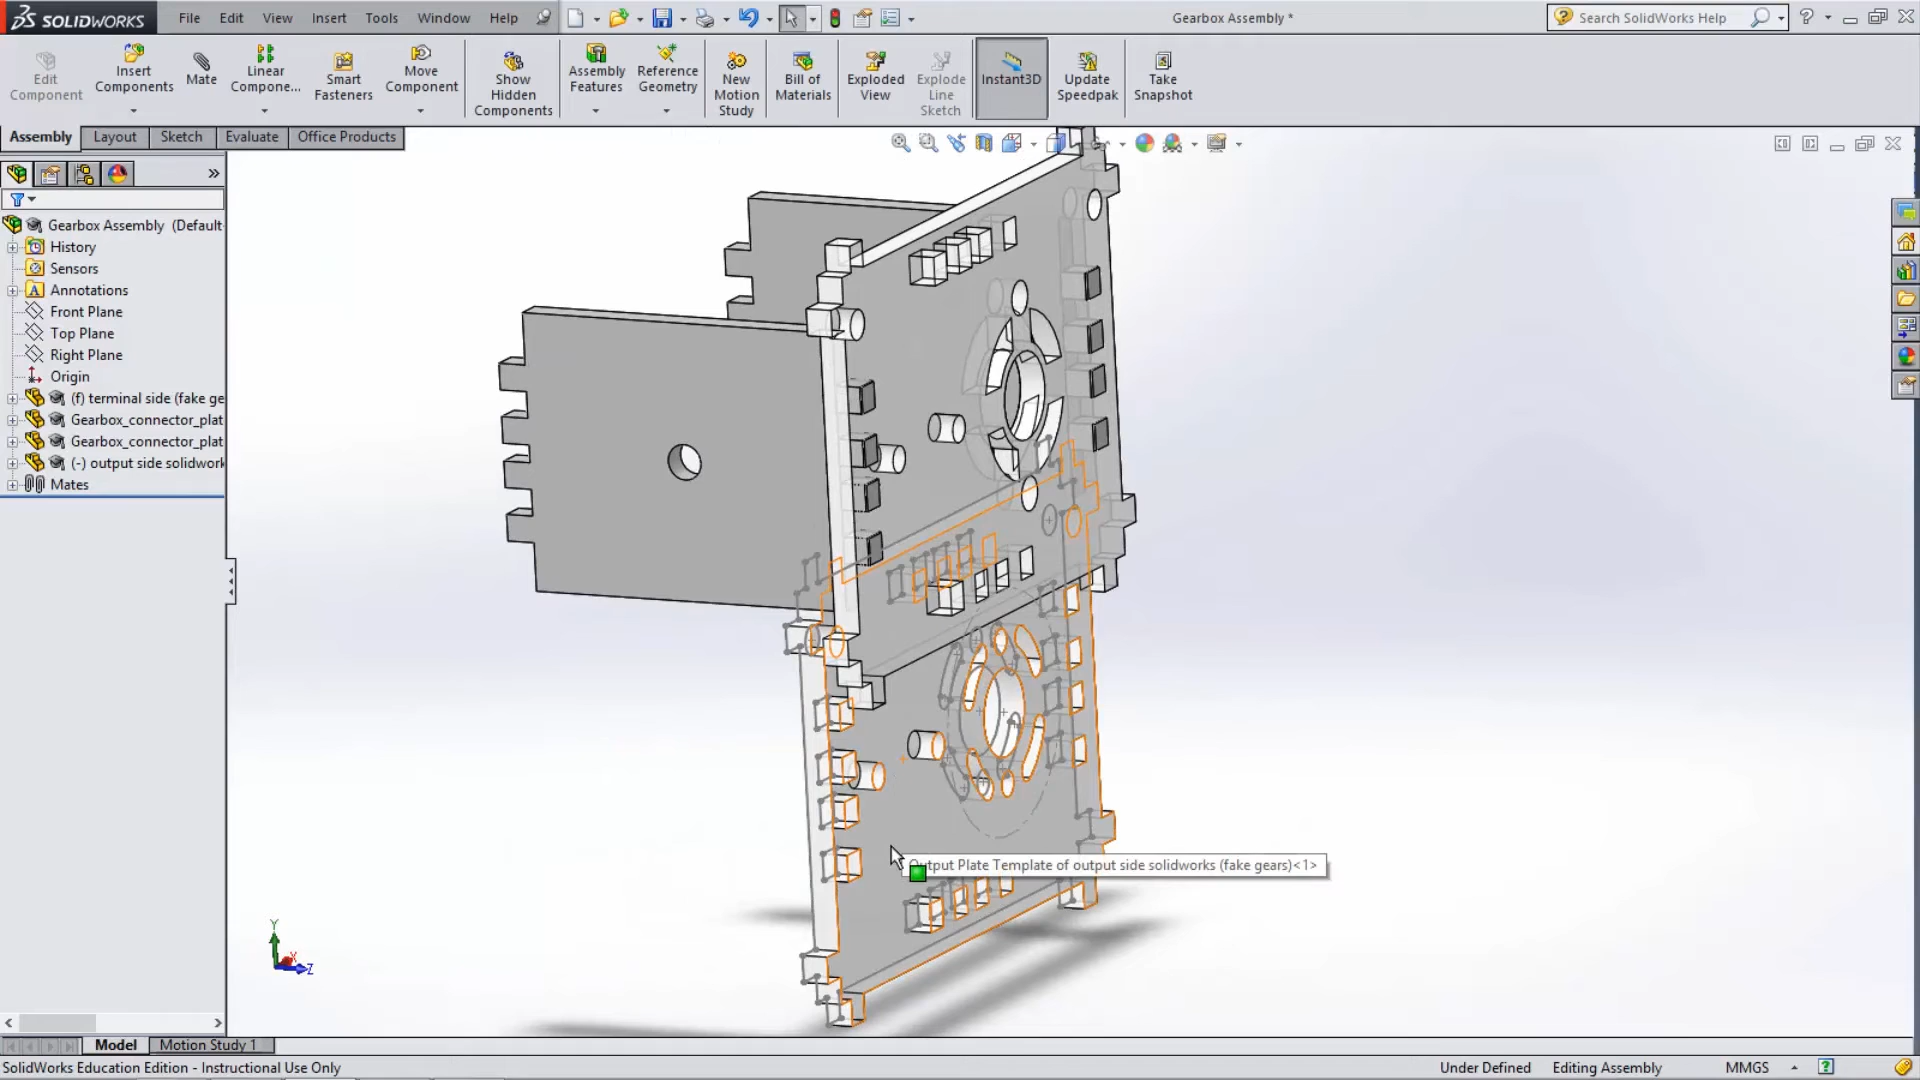 SOLIDWORKS File Edit View Insert Tools Window Help Gearbox Assembly * Search SolidWorks Help
Edit Component
Insert Components
Mate
Linear Compone...
Smart Fasteners
Move Component
Show Hidden Components
Assembly Features
Reference Geometry
New Motion Study
Bill of Materials
Exploded View
Explode Line Sketch
Instant3D
Update Speedpak
Take Snapshot
Assembly Layout Sketch Evaluate Office Products
Gearbox Assembly (Default
History
Sensors
Annotations
Front Plane
Top Plane
Right Plane
Origin
(f) terminal side (fake ge
Gearbox_connector_plat
Gearbox_connector_plat
(-) output side solidwork
Mates
Output Plate Template of output side solidworks (fake gears)<1>
Y
X
Z
Model Motion Study 1
SolidWorks Education Edition - Instructional Use Only Under Defined Editing Assembly MMGS